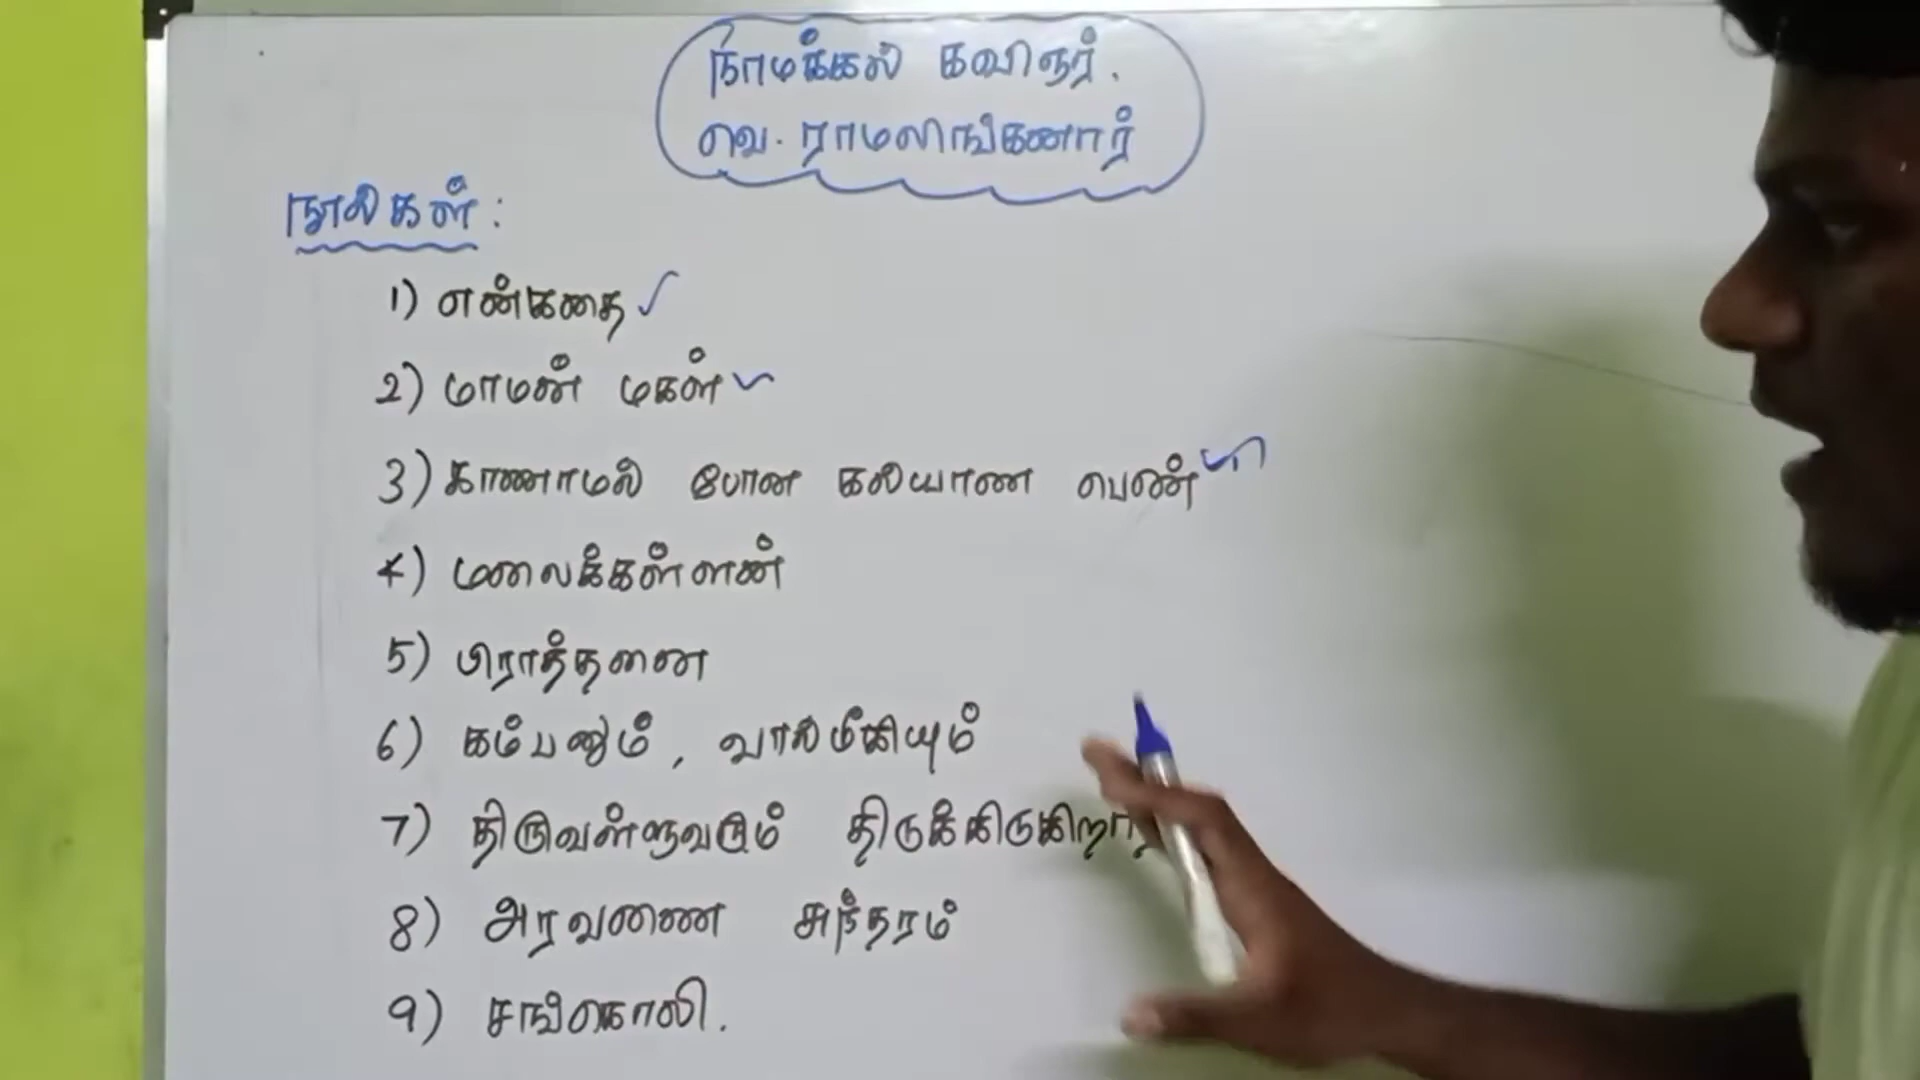 நாமக்கல் கவிஞர்.
வெ. ராமலிங்கனார்
நூல்கள் :
1) என்கதை
2) மாமன் மகள்
3) காணாமல் போன கல்யாண பெண்
4) மலைக்கள்ளன்
5) பிராத்தனை
6) கம்பனும், வால்மீகியும்
7) திருவள்ளுவரும்
8) அரவணை சுந்தரம்
9) சங்கொலி.